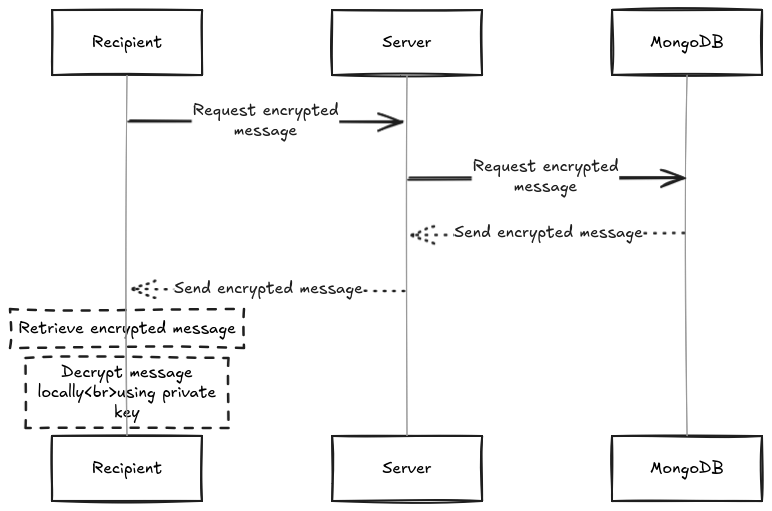 Recipient
Server
MongoDB
Request encrypted
message
Request encrypted
message
Send encrypted message
Send encrypted message
Retrieve encrypted message
Decrypt message
locally<br>using private
key
Recipient
Server
MongoDB